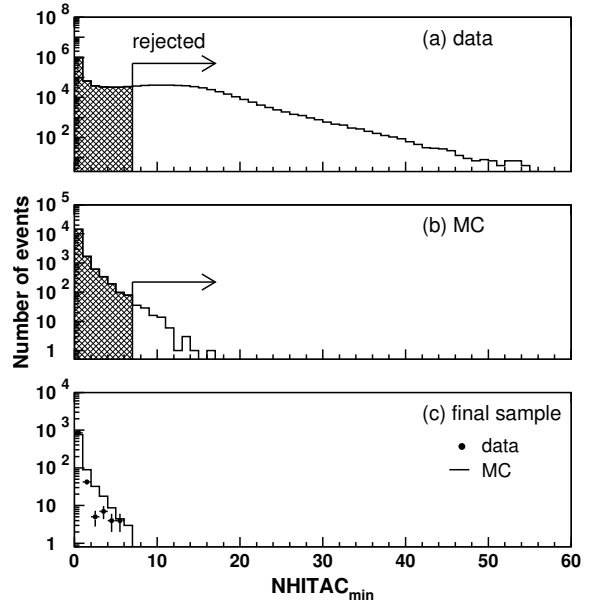 10^8
rejected
(a) data
10^6
10^4
10^2
10^5
(b) MC
10^4
10^3
10^2
10
1
Number of events
10^4
(c) final sample
10^3
data
10^2
MC
10
1
0 10 20 30 40 50 60
NHITAC_min